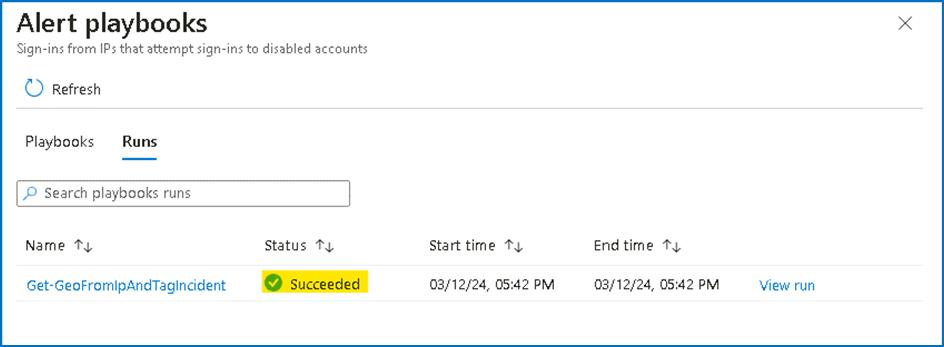 Alert playbooks
Sign-ins from IPs that attempt sign-ins to disabled accounts
Refresh
Playbooks Runs
Search playbooks runs
Name Status Start time End time
Get-GeoFromIpAndTagIncident Succeeded 03/12/24, 05:42 PM 03/12/24, 05:42 PM View run